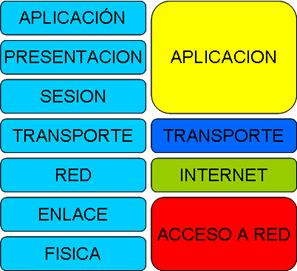 APLICACIÓN
PRESENTACION
SESION
TRANSPORTE
RED
ENLACE
FISICA
APLICACION
TRANSPORTE
INTERNET
ACCESO A RED